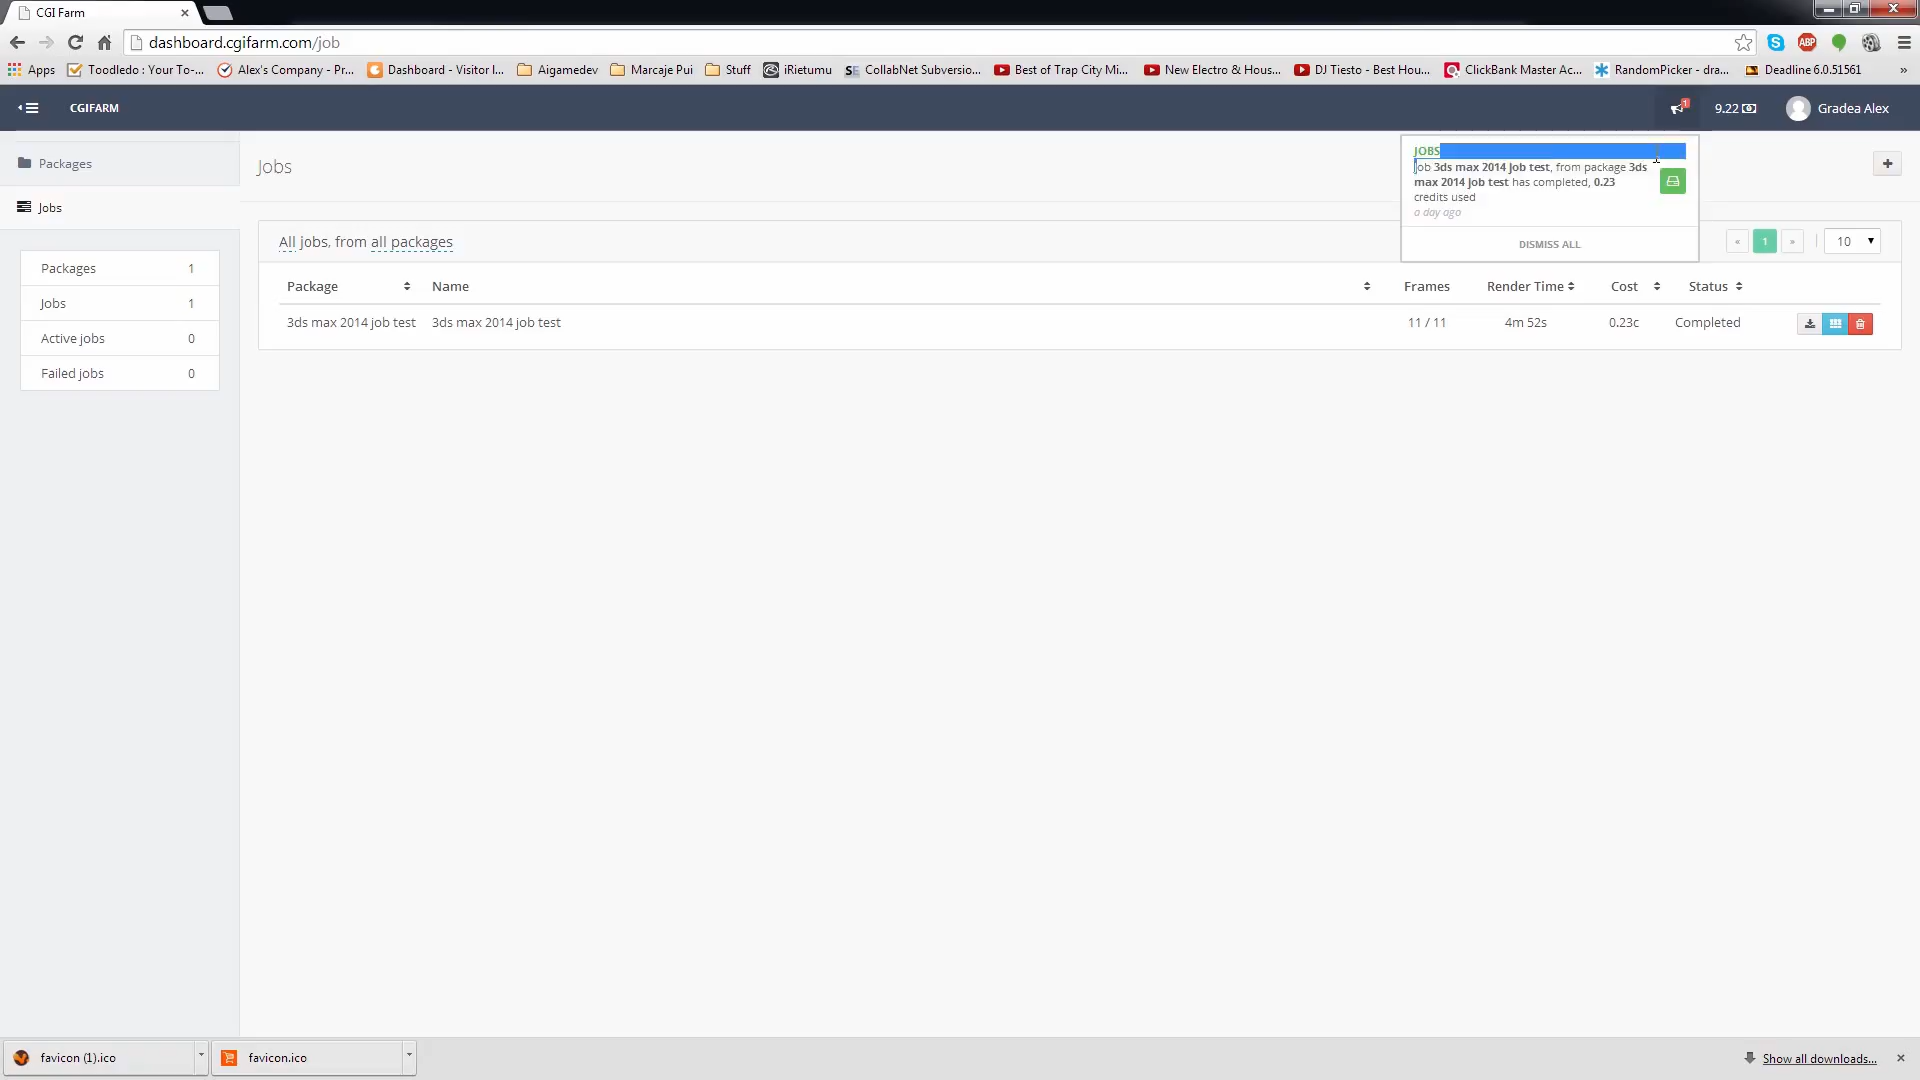 CGI Farm
dashboard.cgifarm.com/job
Apps Toodledo : Your To-... Alex's Company - Pr... Dashboard - Visitor I... Aigamedev Marcaje Pui Stuff iRietumu CollabNet Subversio... Best of Trap City Mi... New Electro & Hous... DJ Tiesto - Best Hou... ClickBank Master Ac... RandomPicker - dra... Deadline 6.0.51561 »
CGIFARM 1 9.22 Gradea Alex
Packages
Jobs
Packages 1
Jobs 1
Active jobs 0
Failed jobs 0
Jobs
+
JOBS
Job 3ds max 2014 job test, from package 3ds
max 2014 job test has completed, 0.23
credits used
a day ago
DISMISS ALL
All jobs, from all packages
« 1 » 10
Package Name Frames Render Time Cost Status
3ds max 2014 job test 3ds max 2014 job test 11 / 11 4m 52s 0.23c Completed
favicon (1).ico favicon.ico Show all downloads...